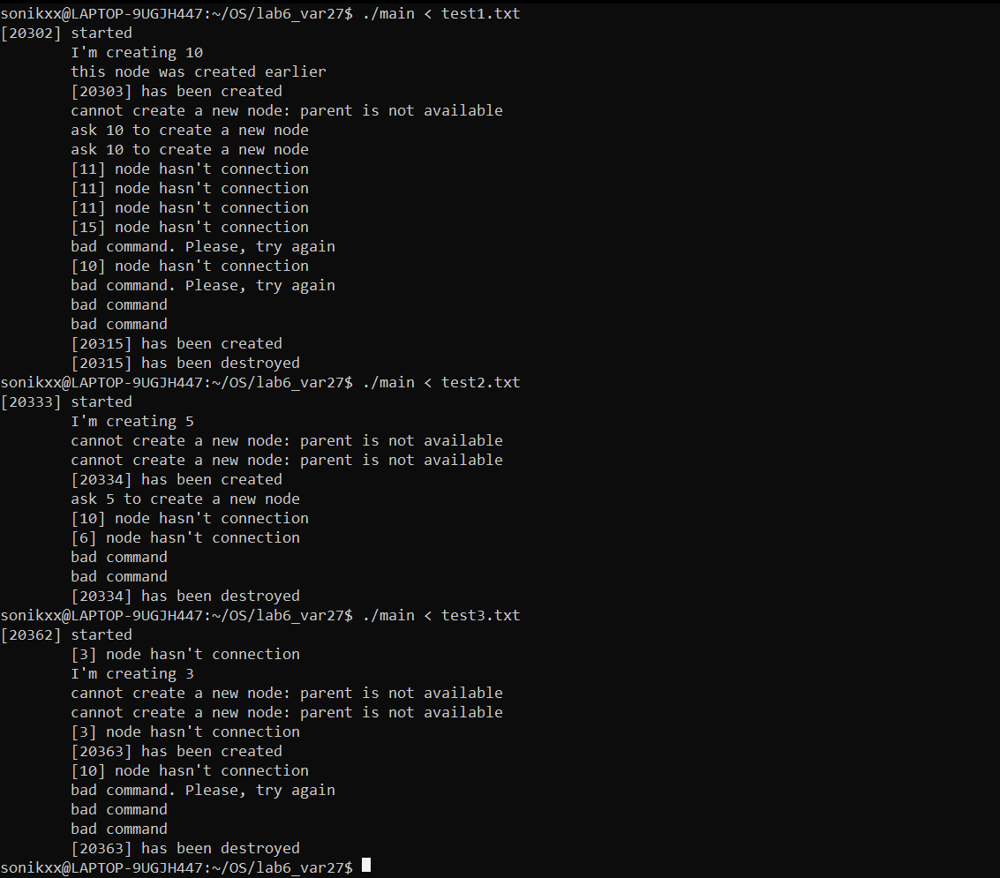 sonikxx@LAPTOP-9UGJH447:~/OS/lab6_var27$ ./main < test1.txt
[20302] started
I'm creating 10
this node was created earlier
[20303] has been created
cannot create a new node: parent is not available
ask 10 to create a new node
ask 10 to create a new node
[11] node hasn't connection
[11] node hasn't connection
[11] node hasn't connection
[15] node hasn't connection
bad command. Please, try again
[10] node hasn't connection
bad command. Please, try again
bad command
bad command
[20315] has been created
[20315] has been destroyed
sonikxx@LAPTOP-9UGJH447:~/OS/lab6_var27$ ./main < test2.txt
[20333] started
I'm creating 5
cannot create a new node: parent is not available
cannot create a new node: parent is not available
[20334] has been created
ask 5 to create a new node
[10] node hasn't connection
[6] node hasn't connection
bad command
bad command
[20334] has been destroyed
sonikxx@LAPTOP-9UGJH447:~/OS/lab6_var27$ ./main < test3.txt
[20362] started
[3] node hasn't connection
I'm creating 3
cannot create a new node: parent is not available
cannot create a new node: parent is not available
[3] node hasn't connection
[20363] has been created
[10] node hasn't connection
bad command. Please, try again
bad command
bad command
[20363] has been destroyed
sonikxx@LAPTOP-9UGJH447:~/OS/lab6_var27$